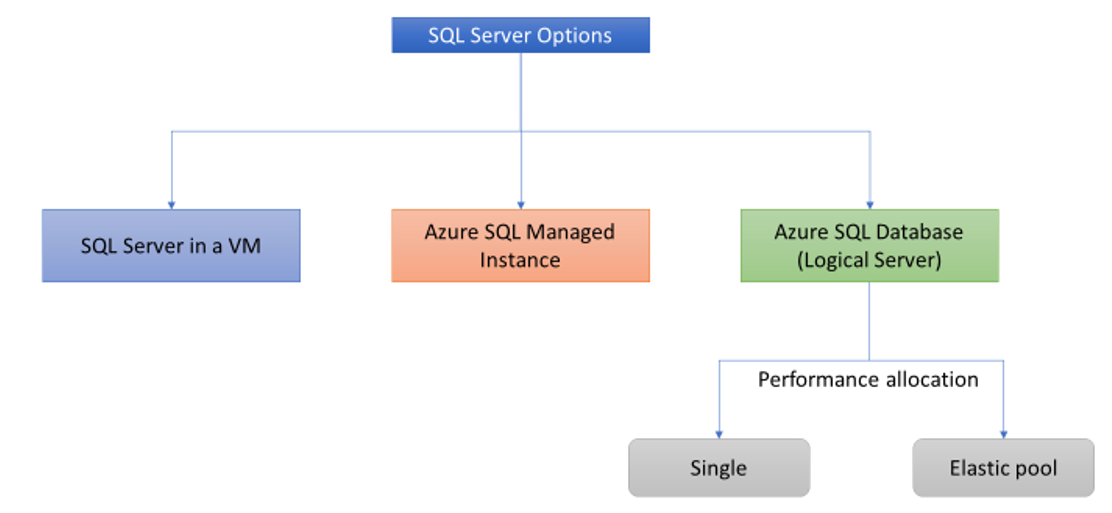 SQL Server Options
SQL Server in a VM
Azure SQL Managed
Instance
Azure SQL Database
(Logical Server)
Performance allocation
Single
Elastic pool